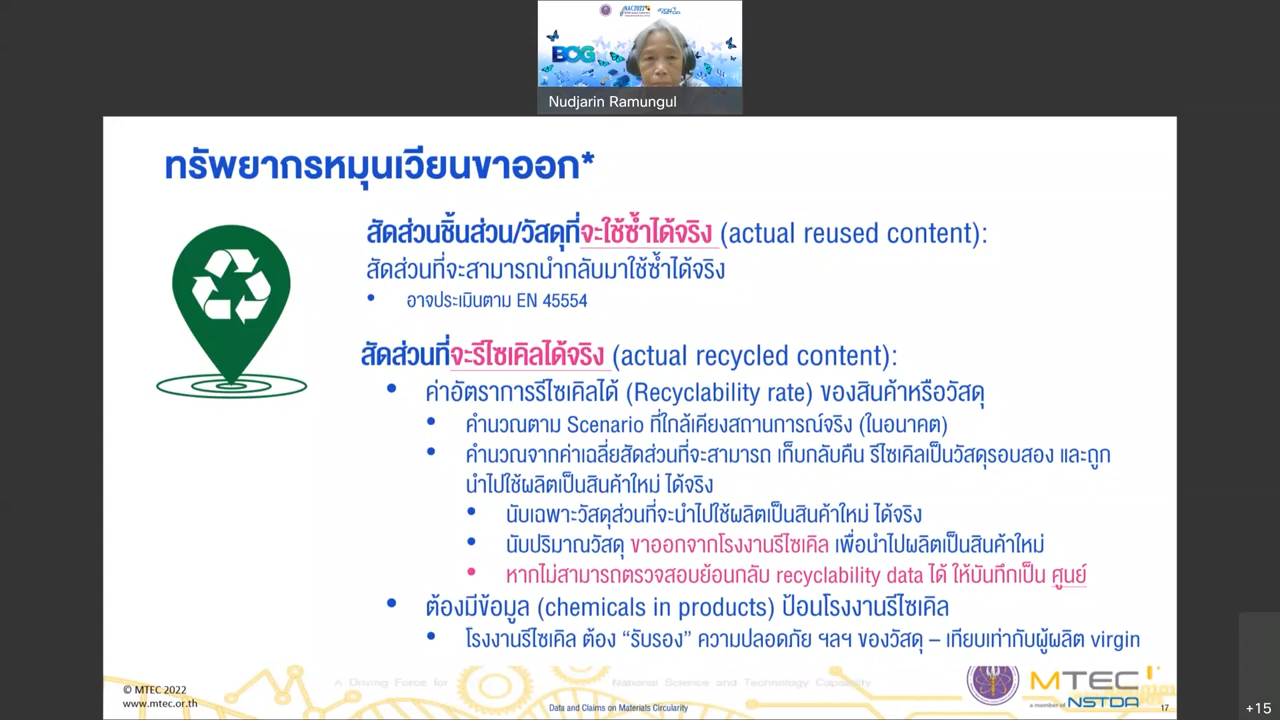 NAC2022
สวทช
NSTDA
BCG
Nudjarin Ramungul
ทรัพยากรหมุนเวียนขาออก*
สัดส่วนชิ้นส่วน/วัสดุที่จะใช้ซ้ำได้จริง (actual reused content):
สัดส่วนที่จะสามารถนำกลับมาใช้ซ้ำได้จริง
• อาจประเมินตาม EN 45554
สัดส่วนที่จะรีไซเคิลได้จริง (actual recycled content):
• ค่าอัตราการรีไซเคิลได้ (Recyclability rate) ของสินค้าหรือวัสดุ
• คำนวณตาม Scenario ที่ใกล้เคียงสถานการณ์จริง (ในอนาคต)
• คำนวณจากค่าเฉลี่ยสัดส่วนที่จะสามารถ เก็บกลับคืน รีไซเคิลเป็นวัสดุรอบสอง และถูก
นำไปใช้ผลิตเป็นสินค้าใหม่ ได้จริง
• นับเฉพาะวัสดุส่วนที่จะนำไปใช้ผลิตเป็นสินค้าใหม่ ได้จริง
• นับปริมาณวัสดุ ขาออกจากโรงงานรีไซเคิล เพื่อนำไปผลิตเป็นสินค้าใหม่
• หากไม่สามารถตรวจสอบย้อนกลับ recyclability data ได้ ให้บันทึกเป็น ศูนย์
• ต้องมีข้อมูล (chemicals in products) ป้อนโรงงานรีไซเคิล
• โรงงานรีไซเคิล ต้อง “รับรอง” ความปลอดภัย ฯลฯ ของวัสดุ – เทียบเท่ากับผู้ผลิต virgin
A Driving Force for National Science and Technology Capability
© MTEC 2022
www.mtec.or.th
Data and Claims on Materials Circularity
MTEC
a member of NSTDA
17
+15